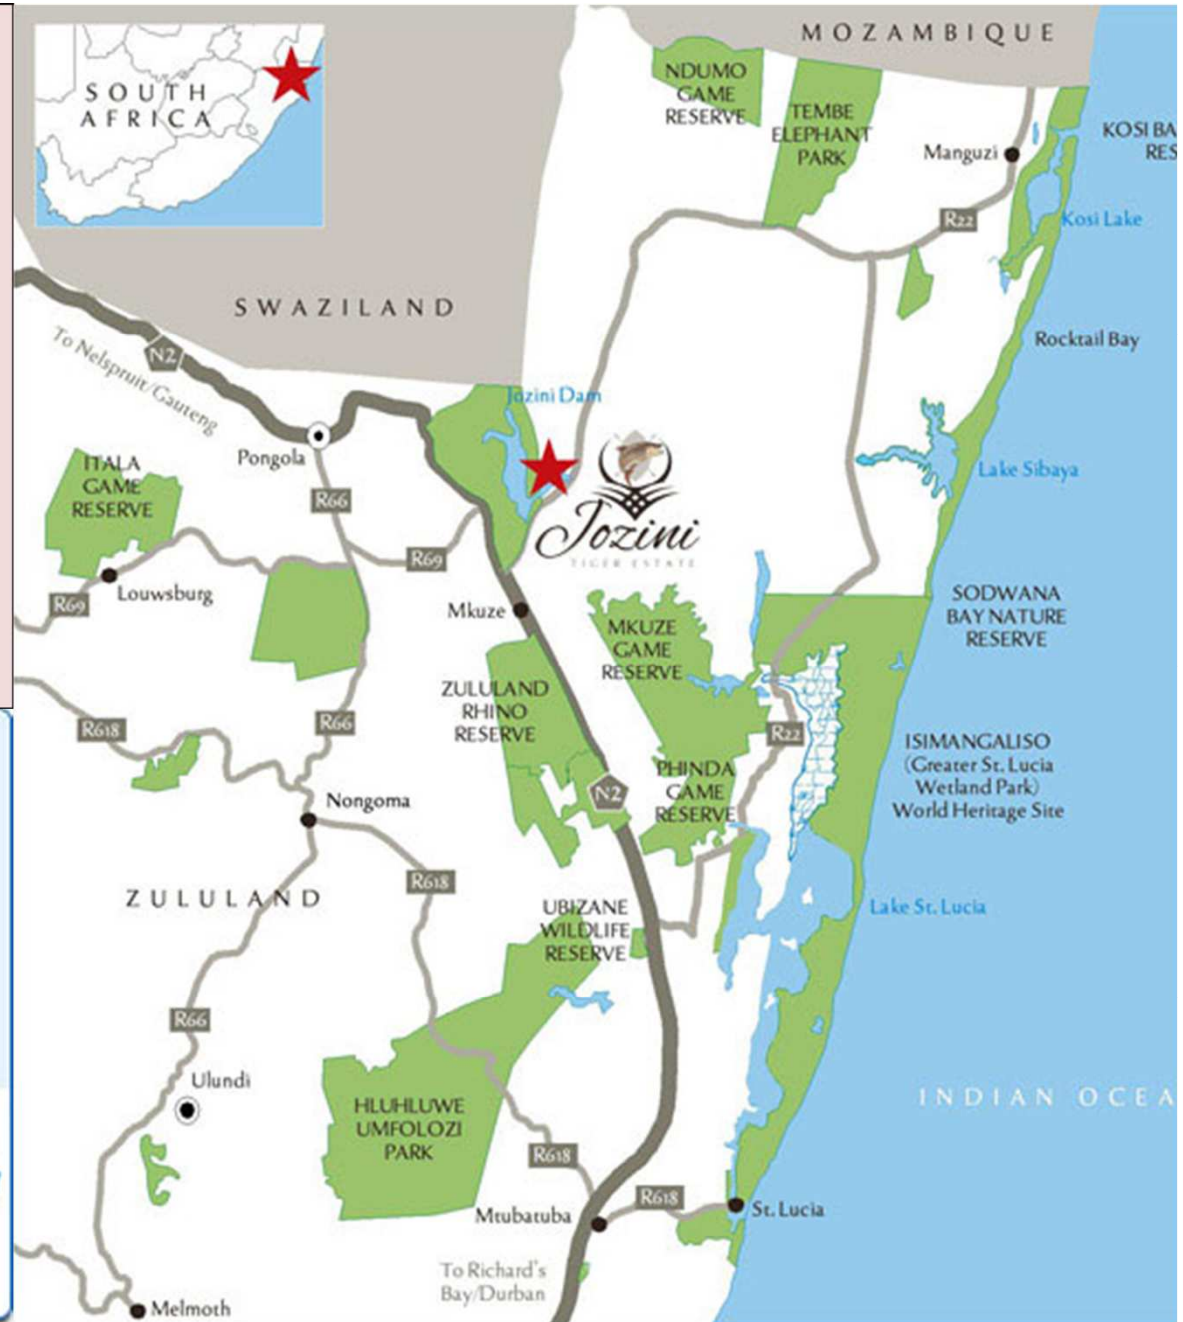 MOZAMBIQUE
SOUTH
AFRICA
NDUMO
GAME
RESERVE
TEMBE
ELEPHANT
PARK
Manguzi
KOSI BA
RES
R22
Kosi Lake
SWAZILAND
N2
To Nelspruit/Gauteng
Rocktail Bay
Jozini Dam
Pongola
ITALA
GAME
RESERVE
R66
Lake Sibaya
Jozini
TIGER ESTATE
R69
Louwsburg
R69
Mkuze
MKUZE
GAME
RESERVE
SODWANA
BAY NATURE
RESERVE
ZULULAND
RHINO
RESERVE
R618
R66
R22
ISIMANGALISO
(Greater St. Lucia
Wetland Park)
World Heritage Site
PHINDA
GAME
RESERVE
N2
Nongoma
R618
ZULULAND
UBIZANE
WILDLIFE
RESERVE
Lake St. Lucia
R66
Ulundi
INDIAN OCEA
HLUHLUWE
UMFOLOZI
PARK
R618
R618
Mtubatuba
St. Lucia
To Richard's
Bay/Durban
Melmoth